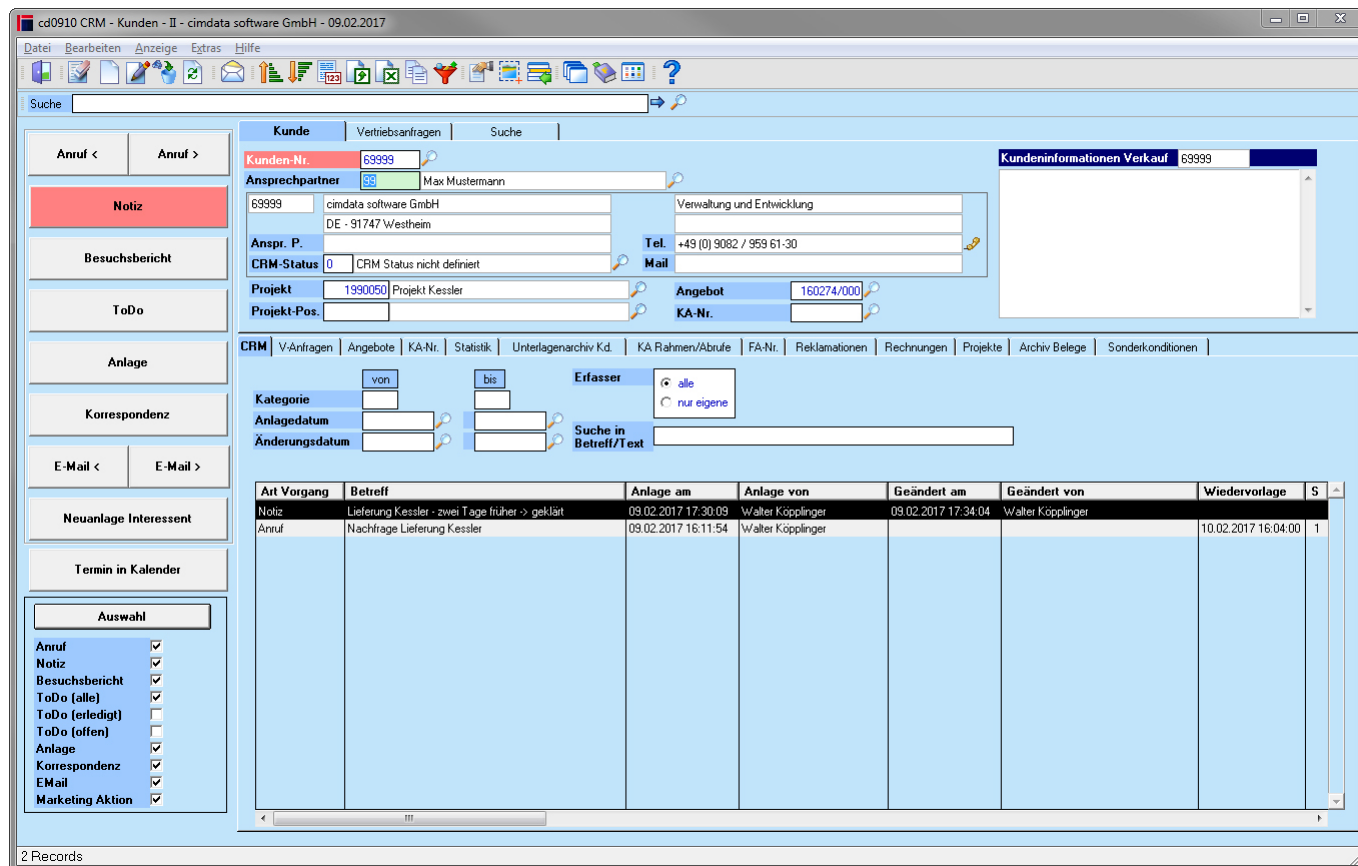 cd0910 CRM - Kunden - II - cimdata software GmbH - 09.02.2017
Datei Bearbeiten Anzeige Extras Hilfe
Suche
Anruf < Anruf >
Notiz
Besuchsbericht
ToDo
Anlage
Korrespondenz
E-Mail < E-Mail >
Neuanlage Interessent
Termin in Kalender
Auswahl
Anruf
Notiz
Besuchsbericht
ToDo (alle)
ToDo (erledigt)
ToDo (offen)
Anlage
Korrespondenz
EMail
Marketing Aktion
Kunde Vertriebsanfragen Suche
Kunden-Nr. 69999
Ansprechpartner 99 Max Mustermann
69999 cimdata software GmbH Verwaltung und Entwicklung
DE - 91747 Westheim
Anspr. P. Tel. +49 (0) 9082 / 959 61-30
CRM-Status 0 CRM Status nicht definiert Mail
Projekt 1990050 Projekt Kessler Angebot 160274/000
Projekt-Pos. KA-Nr.
Kundeninformationen Verkauf 69999
CRM V-Anfragen Angebote KA-Nr. Statistik Unterlagenarchiv Kd. KA Rahmen/Abrufe FA-Nr. Reklamationen Rechnungen Projekte Archiv Belege Sonderkonditionen
von bis Erfasser alle
Kategorie nur eigene
Anlagedatum
Änderungsdatum
Suche in
Betreff/Text
Art Vorgang Betreff Anlage am Anlage von Geändert am Geändert von Wiedervorlage S
Notiz Lieferung Kessler - zwei Tage früher -> geklärt 09.02.2017 17:30:09 Walter Köpplinger 09.02.2017 17:34:04 Walter Köpplinger
Anruf Nachfrage Lieferung Kessler 09.02.2017 16:11:54 Walter Köpplinger 10.02.2017 16:04:00 1
2 Records